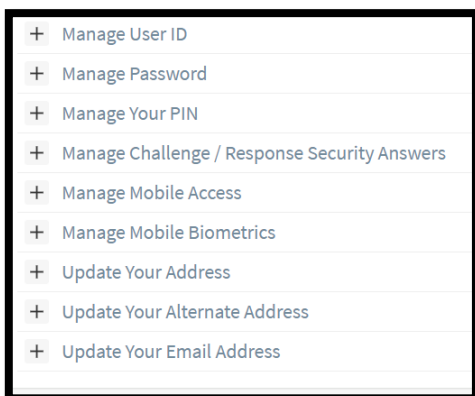 + Manage User ID
+ Manage Password
+ Manage Your PIN
+ Manage Challenge / Response Security Answers
+ Manage Mobile Access
+ Manage Mobile Biometrics
+ Update Your Address
+ Update Your Alternate Address
+ Update Your Email Address